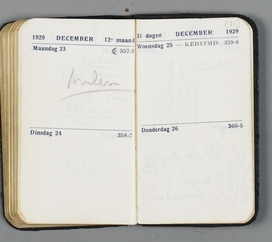 1929 DECEMBER 12e maand
Maandag 23 357-8
Dinsdag 24 358-7
31 dagen DECEMBER 1929
Woensdag 25 — KERSTMIS 359-6
Donderdag 26 360-5